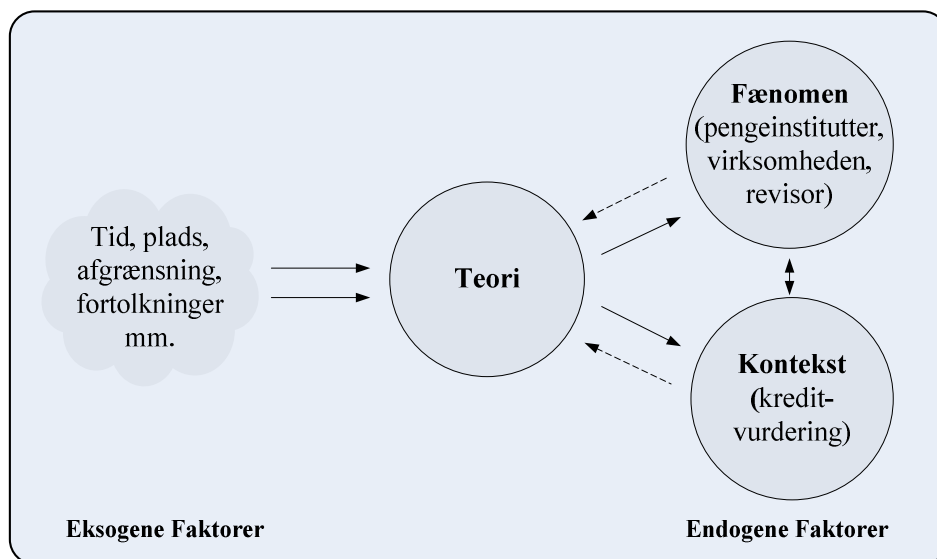 Tid, plads,
afgrænsning,
fortolkninger
mm.
Teori
Fænomen
(pengeinstitutter,
virksomheden,
revisor)
Kontekst
(kredit-
vurdering)
Eksogene Faktorer
Endogene Faktorer